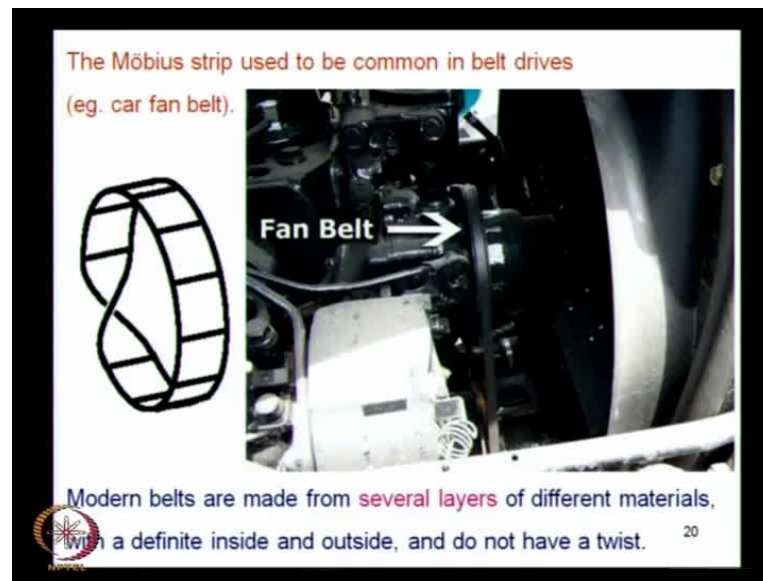 The Möbius strip used to be common in belt drives
(eg. car fan belt).
Fan Belt
Modern belts are made from several layers of different materials,
with a definite inside and outside, and do not have a twist.
20
NPTEL